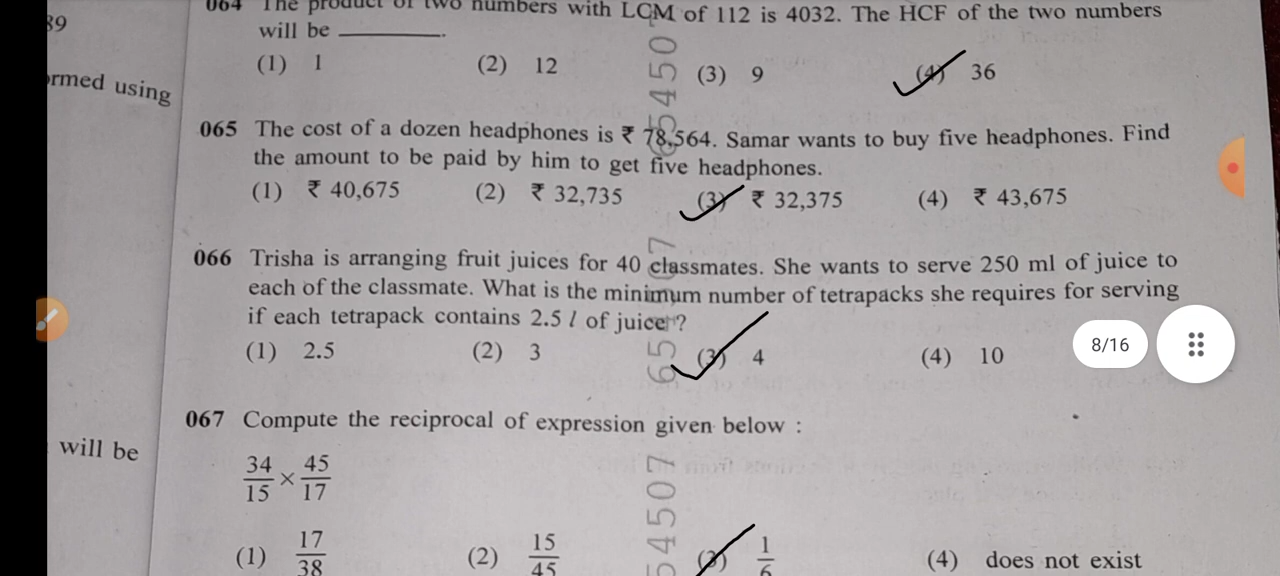 39
064 The product of two numbers with LCM of 112 is 4032. The HCF of the two numbers
will be ________.
(1) 1 (2) 12 (3) 9 (4) 36
ormed using
065 The cost of a dozen headphones is ₹ 78,564. Samar wants to buy five headphones. Find
the amount to be paid by him to get five headphones.
(1) ₹ 40,675 (2) ₹ 32,735 (3) ₹ 32,375 (4) ₹ 43,675
066 Trisha is arranging fruit juices for 40 classmates. She wants to serve 250 ml of juice to
each of the classmate. What is the minimum number of tetrapacks she requires for serving
if each tetrapack contains 2.5 l of juice ?
(1) 2.5 (2) 3 (3) 4 (4) 10
8/16
067 Compute the reciprocal of expression given below :
will be
34/15 × 45/17
(1) 17/38 (2) 15/45 (3) 1/6 (4) does not exist